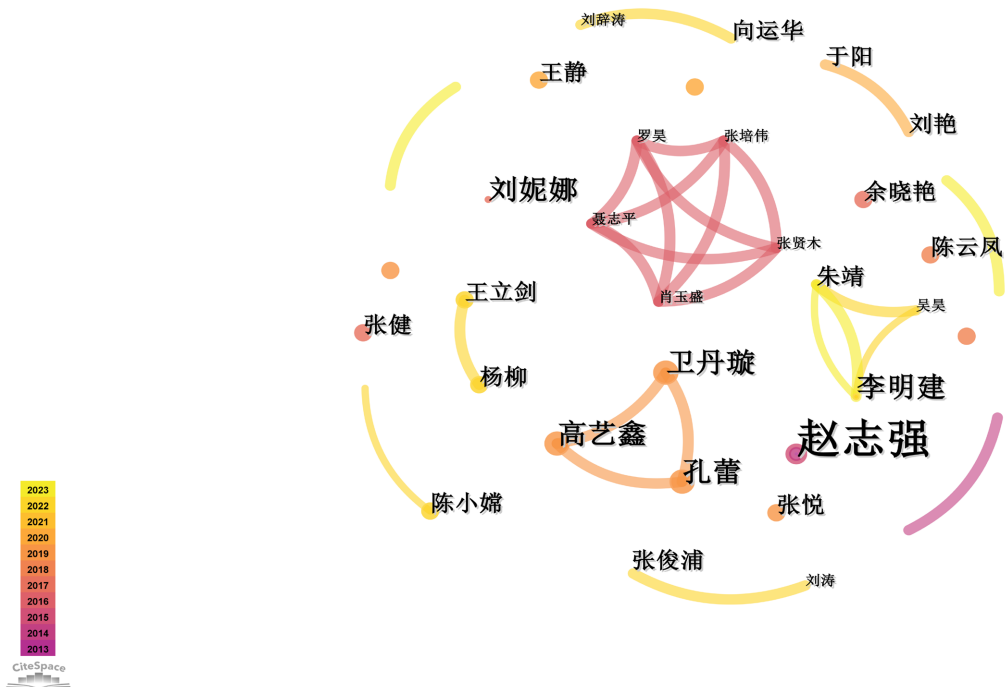 刘辞涛
向运华
于阳
王静
刘艳
罗昊
张培伟
刘妮娜
余晓艳
聂志平
张贤木
陈云凤
朱靖
王立剑
肖玉盛
吴昊
张健
卫丹璇
杨柳
李明建
高艺鑫
赵志强
孔蕾
陈小嫦
张悦
张俊浦
刘涛
2023
2022
2021
2020
2019
2018
2017
2016
2015
2014
2013
CiteSpace